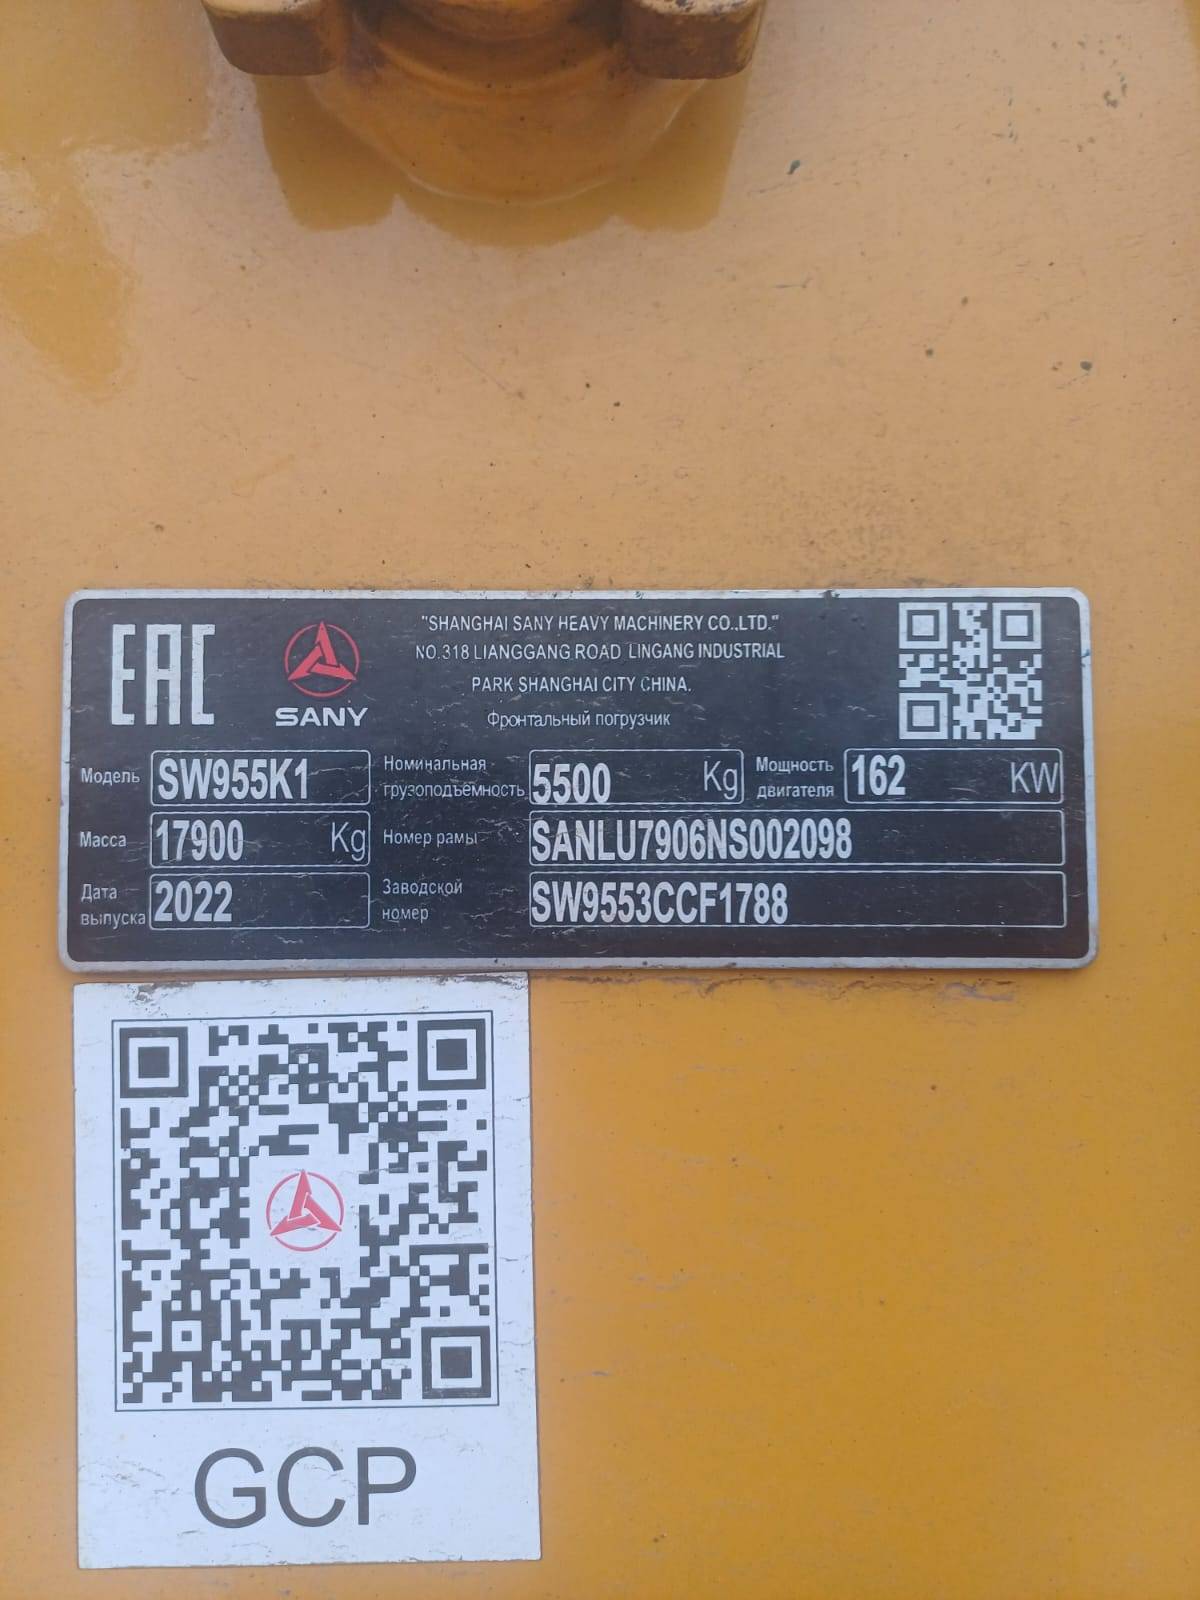 EAC
SANY
"SHANGHAI SANY HEAVY MACHINERY CO.,LTD."
NO.318 LIANGGANG ROAD LINGANG INDUSTRIAL
PARK SHANGHAI CITY CHINA.
Фронтальный погрузчик
Модель SW955K1
Номинальная грузоподъёмность 5500 Kg
Мощность двигателя 162 KW
Масса 17900 Kg
Номер рамы SANLU7906NS002098
Дата выпуска 2022
Заводской номер SW9553CCF1788
GCP